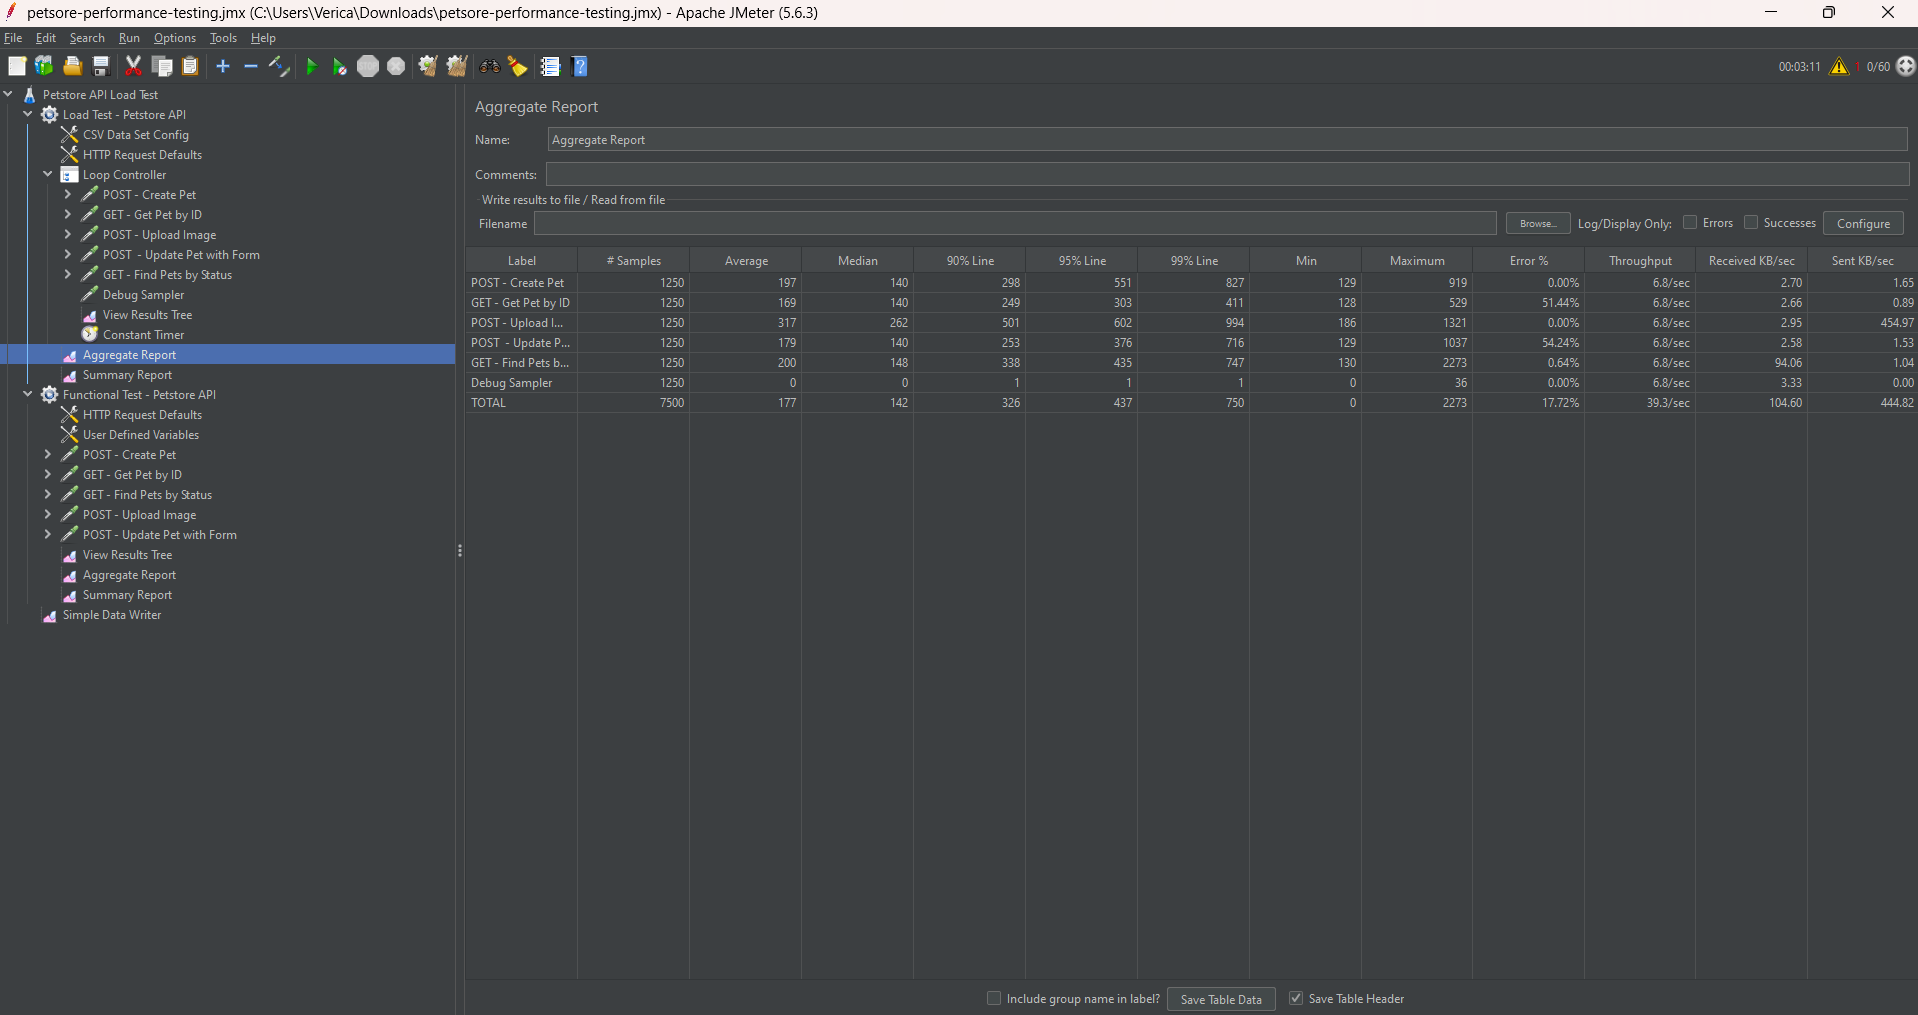 petsore-performance-testing.jmx (C:\Users\Verica\Downloads\petsore-performance-testing.jmx) - Apache JMeter (5.6.3)
File Edit Search Run Options Tools Help
00:03:11 1 0/60
Petstore API Load Test
Load Test - Petstore API
CSV Data Set Config
HTTP Request Defaults
Loop Controller
POST - Create Pet
GET - Get Pet by ID
POST - Upload Image
POST - Update Pet with Form
GET - Find Pets by Status
Debug Sampler
View Results Tree
Constant Timer
Aggregate Report
Summary Report
Functional Test - Petstore API
HTTP Request Defaults
User Defined Variables
POST - Create Pet
GET - Get Pet by ID
GET - Find Pets by Status
POST - Upload Image
POST - Update Pet with Form
View Results Tree
Aggregate Report
Summary Report
Simple Data Writer
Aggregate Report
Name: Aggregate Report
Comments:
Write results to file / Read from file
Filename Browse... Log/Display Only: Errors Successes Configure
Label # Samples Average Median 90% Line 95% Line 99% Line Min Maximum Error % Throughput Received KB/sec Sent KB/sec
POST - Create Pet 1250 197 140 298 551 827 129 919 0.00% 6.8/sec 2.70 1.65
GET - Get Pet by ID 1250 169 140 249 303 411 128 529 51.44% 6.8/sec 2.66 0.89
POST - Upload I... 1250 317 262 501 602 994 186 1321 0.00% 6.8/sec 2.95 454.97
POST - Update P... 1250 179 140 253 376 716 129 1037 54.24% 6.8/sec 2.58 1.53
GET - Find Pets b... 1250 200 148 338 435 747 130 2273 0.64% 6.8/sec 94.06 1.04
Debug Sampler 1250 0 0 1 1 1 0 36 0.00% 6.8/sec 3.33 0.00
TOTAL 7500 177 142 326 437 750 0 2273 17.72% 39.3/sec 104.60 444.82
Include group name in label? Save Table Data Save Table Header